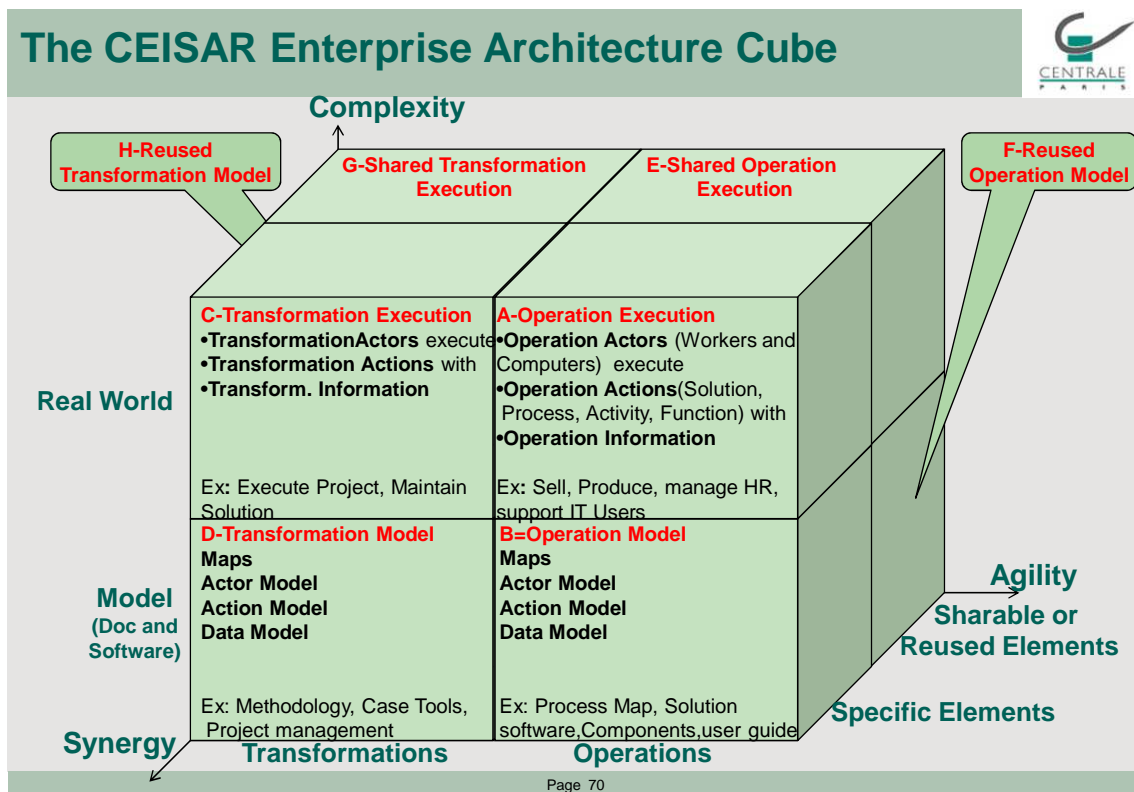 The CEISAR Enterprise Architecture Cube
CENTRALE
PARIS
Complexity
H-Reused
Transformation Model
G-Shared Transformation
Execution
E-Shared Operation
Execution
F-Reused
Operation Model
C-Transformation Execution
•TransformationActors execute
•Transformation Actions with
•Transform. Information
Ex: Execute Project, Maintain
Solution
A-Operation Execution
•Operation Actors (Workers and
Computers) execute
•Operation Actions(Solution,
Process, Activity, Function) with
•Operation Information
Ex: Sell, Produce, manage HR,
support IT Users
Real World
D-Transformation Model
Maps
Actor Model
Action Model
Data Model
Ex: Methodology, Case Tools,
Project management
B=Operation Model
Maps
Actor Model
Action Model
Data Model
Ex: Process Map, Solution
software,Components,user guide
Model
(Doc and
Software)
Agility
Sharable or
Reused Elements
Specific Elements
Synergy
Transformations
Operations
Page 70